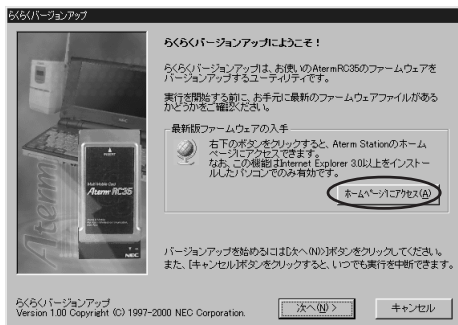 らくらくバージョンアップ
らくらくバージョンアップにようこそ！
らくらくバージョンアップは、お使いのAtermRC35のファームウェアを
バージョンアップするユーティリティです。
実行を開始する前に、お手元に最新のファームウェアファイルがある
かどうかをご確認ください。
最新版ファームウェアの入手
右下のボタンをクリックすると、Aterm Stationのホーム
ページにアクセスできます。
なお、この機能はInternet Explorer 3.0以上をインストー
ルしたパソコンでのみ有効です。
ホームページにアクセス(A)
Multi Mobile Card
Aterm RC35
NEC
Aterm
バージョンアップを始めるには[次へ(N)>]ボタンをクリックしてください。
また、[キャンセル]ボタンをクリックすると、いつでも実行を中断できます。
らくらくバージョンアップ
Version 1.00 Copyright (C) 1997-2000 NEC Corporation.
次へ(N) >
キャンセル